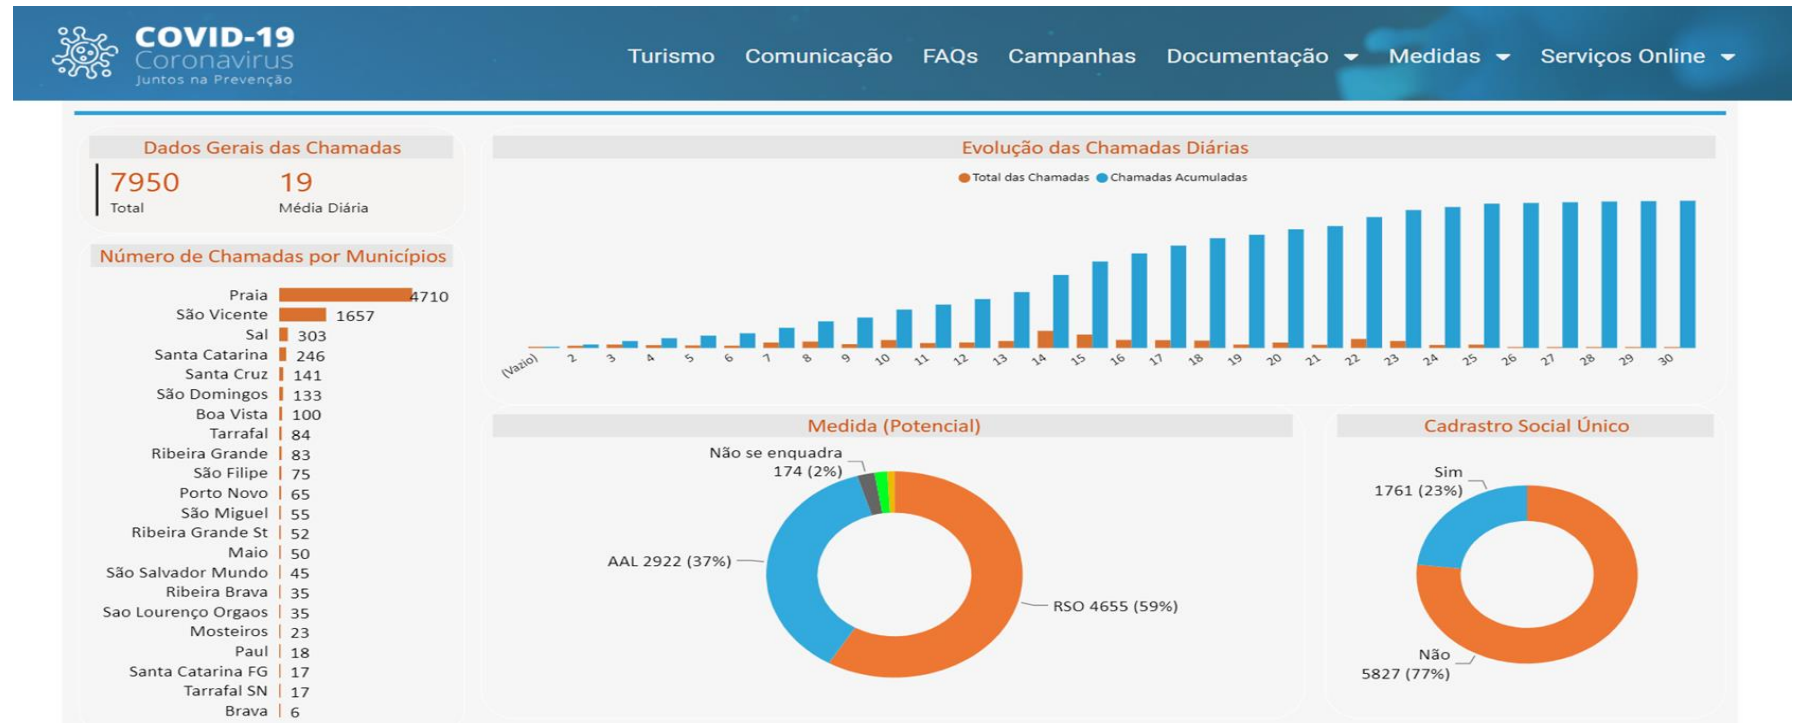 COVID-19
Coronavírus
Juntos na Prevenção
Turismo Comunicação FAQs Campanhas Documentação Medidas Serviços Online
Dados Gerais das Chamadas
7950 19
Total Média Diária
Número de Chamadas por Municípios
Praia 4710
São Vicente 1657
Sal 303
Santa Catarina 246
Santa Cruz 141
São Domingos 133
Boa Vista 100
Tarrafal 84
Ribeira Grande 83
São Filipe 75
Porto Novo 65
São Miguel 55
Ribeira Grande St 52
Maio 50
São Salvador Mundo 45
Ribeira Brava 35
Sao Lourenço Orgaos 35
Mosteiros 23
Paul 18
Santa Catarina FG 17
Tarrafal SN 17
Brava 6
Evolução das Chamadas Diárias
Total das Chamadas Chamadas Acumuladas
(Vazio) 2 3 4 5 6 7 8 9 10 11 12 13 14 15 16 17 18 19 20 21 22 23 24 25 26 27 28 29 30
Medida (Potencial)
Não se enquadra
174 (2%)
AAL 2922 (37%)
RSO 4655 (59%)
Cadrastro Social Único
Sim
1761 (23%)
Não
5827 (77%)